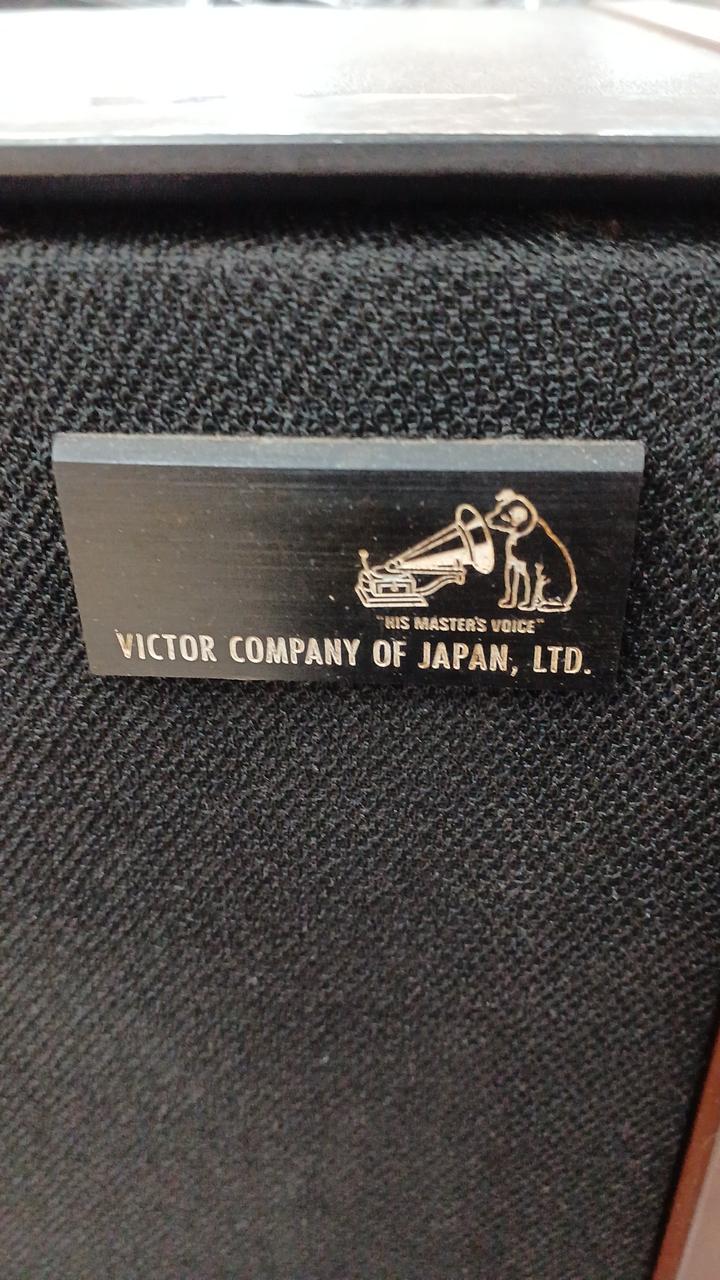 "HIS MASTER'S VOICE"
VICTOR COMPANY OF JAPAN, LTD.